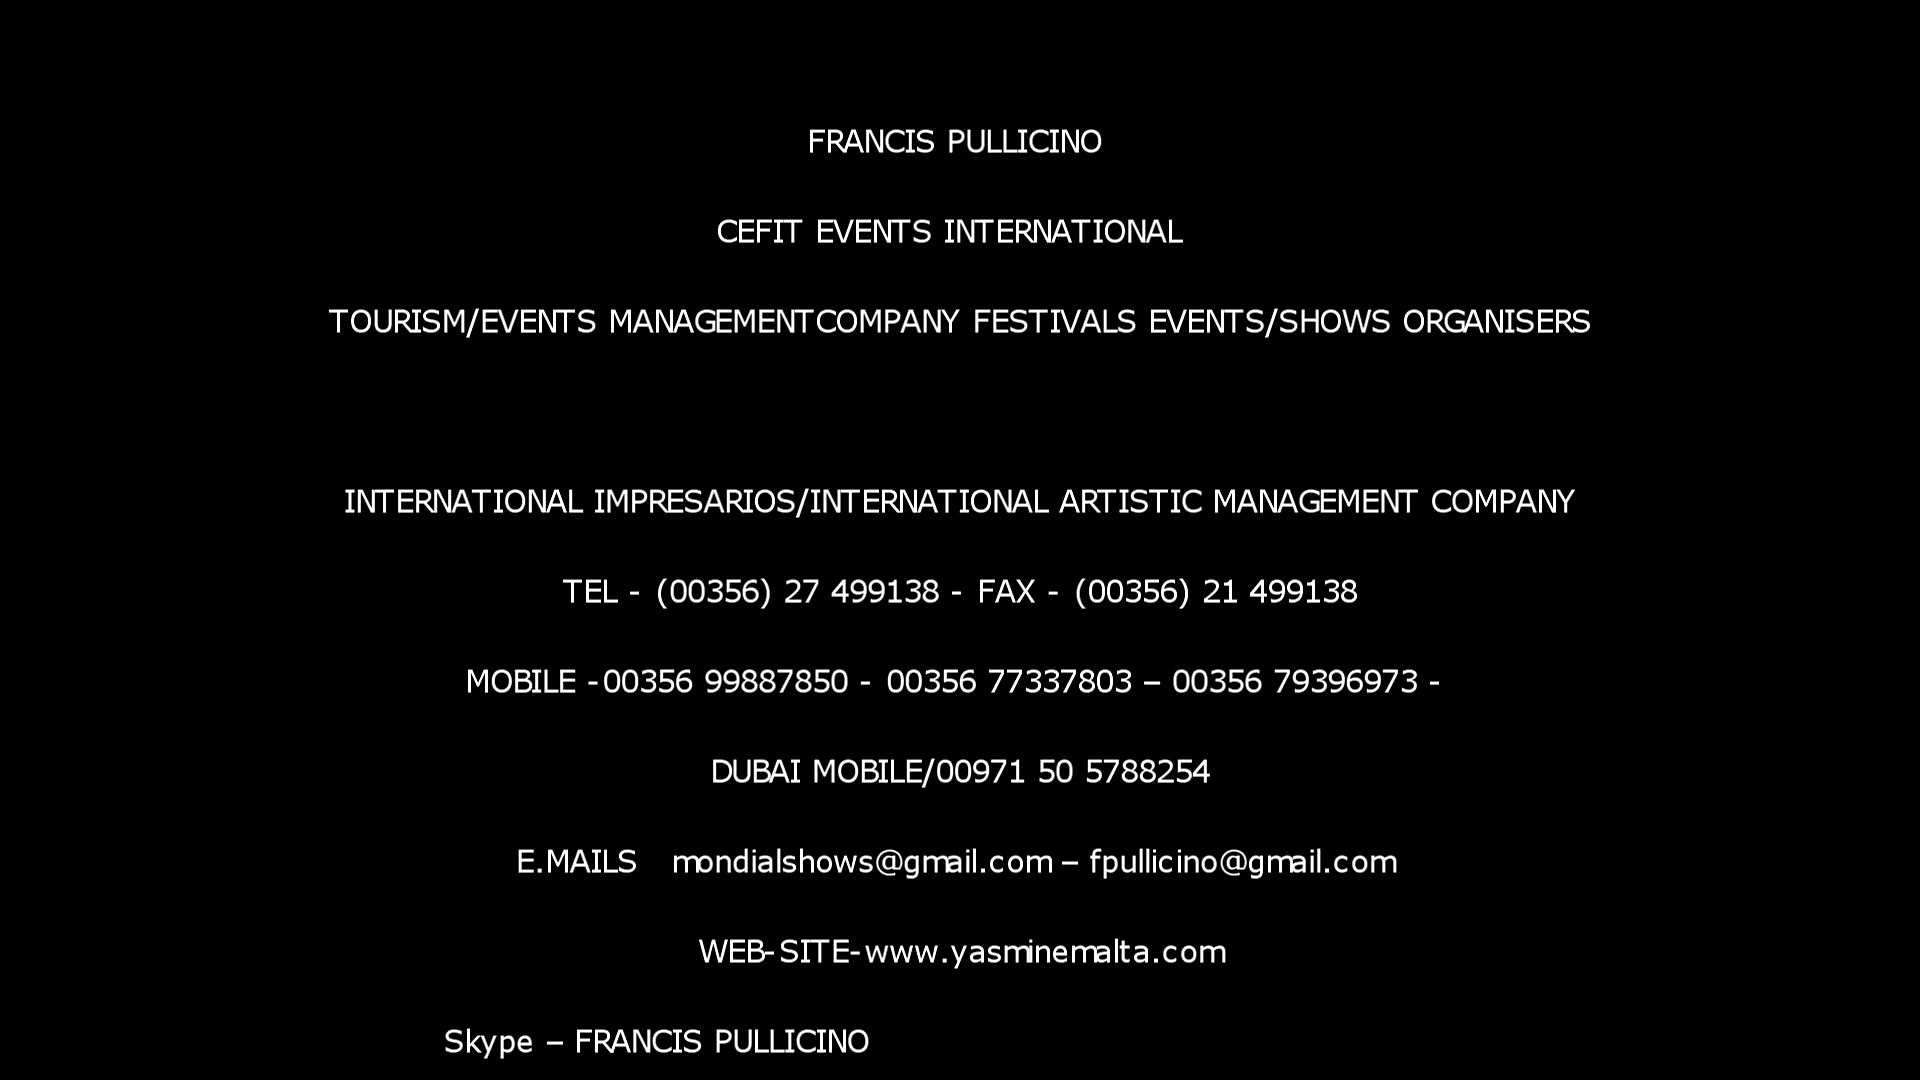 FRANCIS PULLICINO
CEFIT EVENTS INTERNATIONAL
TOURISM/EVENTS MANAGEMENTCOMPANY FESTIVALS EVENTS/SHOWS ORGANISERS
INTERNATIONAL IMPRESARIOS/INTERNATIONAL ARTISTIC MANAGEMENT COMPANY
TEL - (00356) 27 499138 - FAX - (00356) 21 499138
MOBILE -00356 99887850 - 00356 77337803 – 00356 79396973 -
DUBAI MOBILE/00971 50 5788254
E.MAILS mondialshows@gmail.com – fpullicino@gmail.com
WEB-SITE-www.yasminemalta.com
Skype – FRANCIS PULLICINO